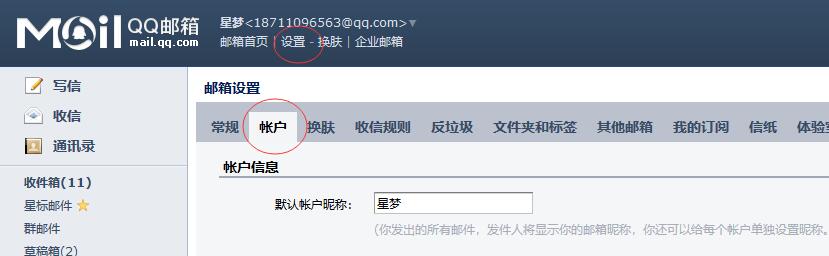 MOil QQ邮箱
mail.qq.com
星梦<18711096563@qq.com>▼
邮箱首页 | 设置 - 换肤 | 企业邮箱
写信
收信
通讯录
收件箱(11)
星标邮件
群邮件
草稿箱(2)
邮箱设置
常规 帐户 换肤 收信规则 反垃圾 文件夹和标签 其他邮箱 我的订阅 信纸 体验室
帐户信息
默认帐户昵称： 星梦
(你发出的所有邮件，发件人将显示你的邮箱昵称，你还可以给每个帐户单独设置昵称。